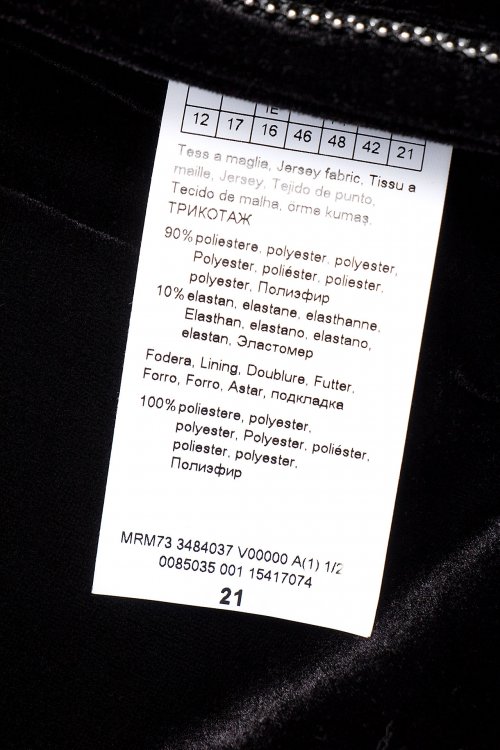 12 17 16 46 48 42 21
Tess a maglia, Jersey fabric, Tissu a
maille, Jersey, Tejido de punto,
Tecido de malha, örme kumaş.
ТРИКОТАЖ
90% poliestere, polyester, polyester,
Polyester, poliéster, poliester,
polyester, Полиэфир
10% elastan, elastane, elasthanne,
Elasthan, elastano, elastano,
elastan, Эластомер
Fodera, Lining, Doublure, Futter,
Forro, Forro, Astar, подкладка
100% poliestere, polyester,
polyester, Polyester, poliéster,
poliester, polyester,
Полиэфир
MRM73 3484037 V00000 A(1) 1/2
0085035 001 15417074
21